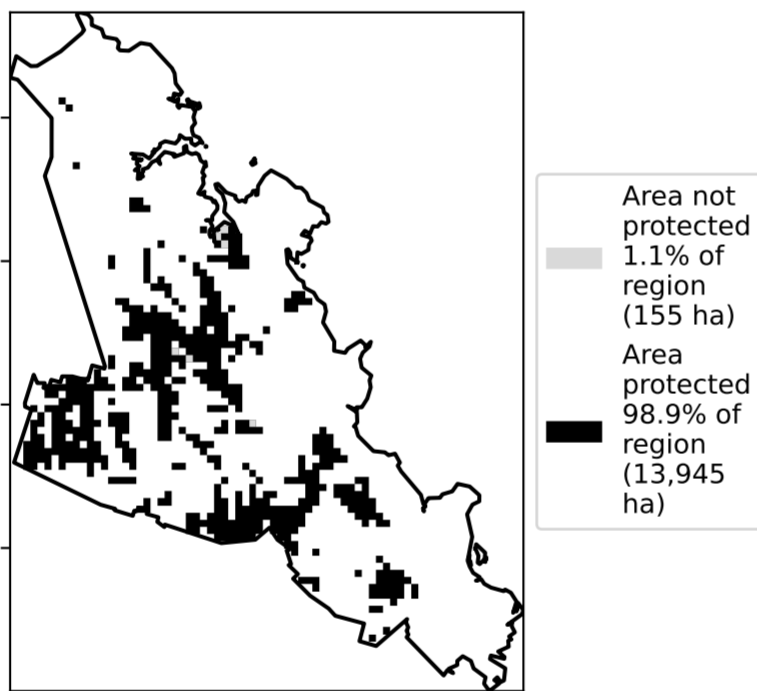 Area not
protected
1.1% of
region
(155 ha)
Area
protected
98.9% of
region
(13,945
ha)